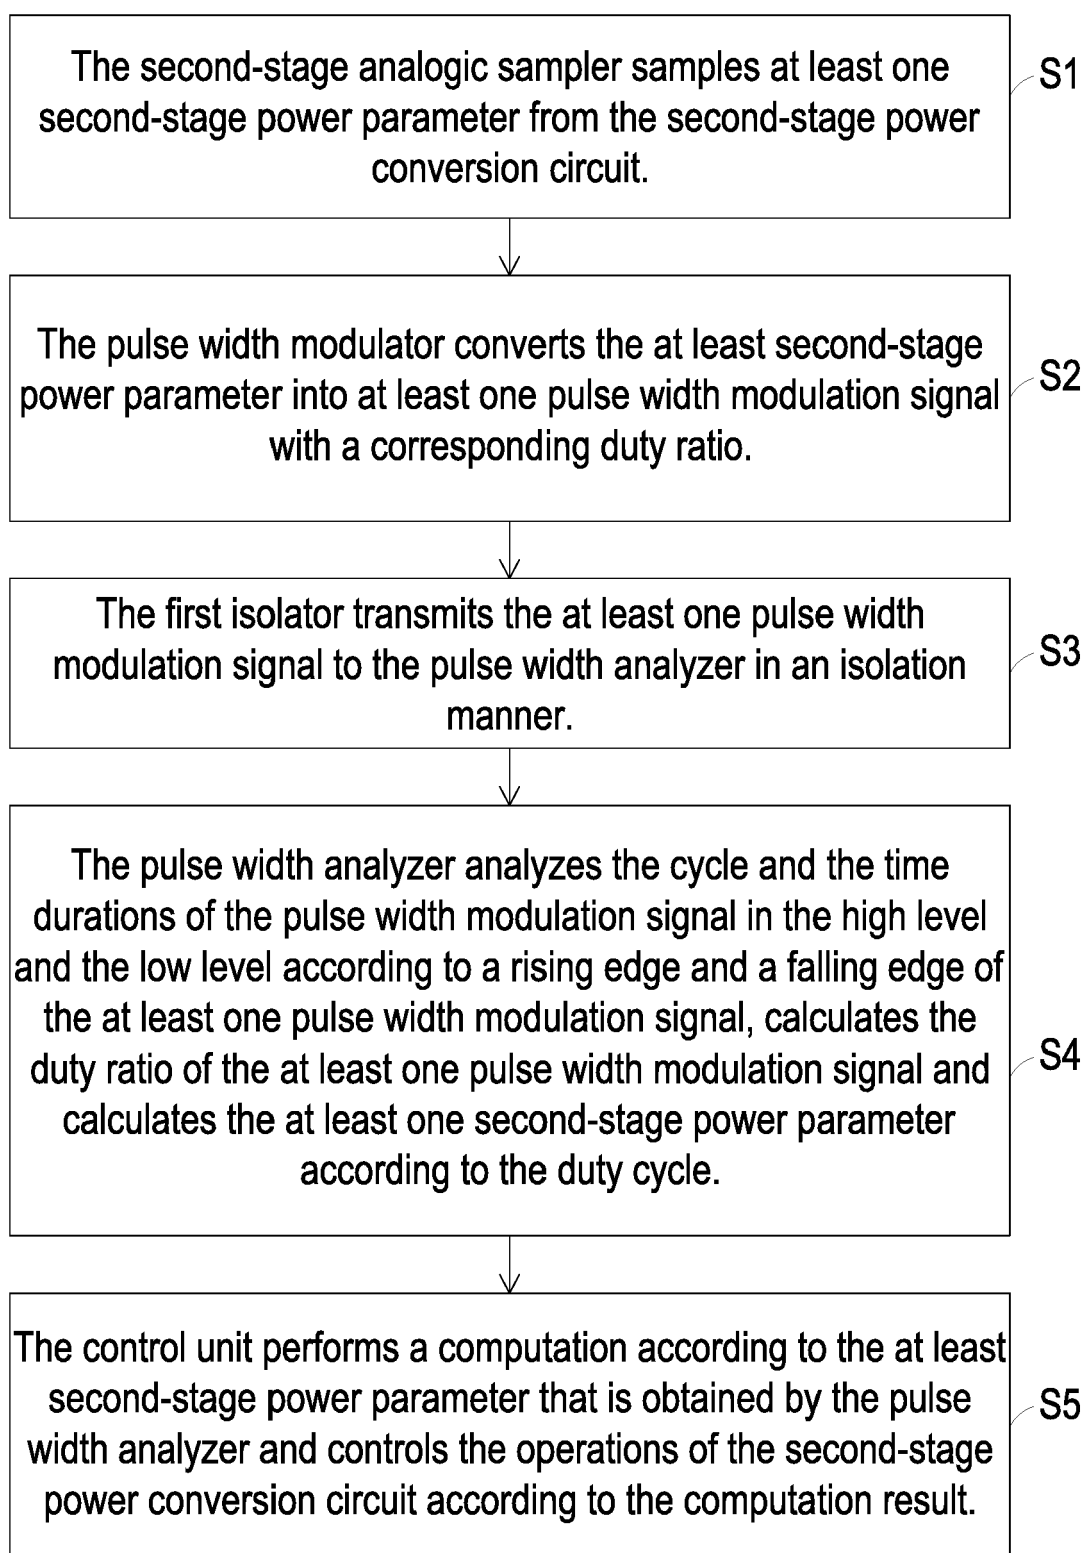 The second-stage analogic sampler samples at least one
second-stage power parameter from the second-stage power
conversion circuit.
S1
The pulse width modulator converts the at least second-stage
power parameter into at least one pulse width modulation signal
with a corresponding duty ratio.
S2
The first isolator transmits the at least one pulse width
modulation signal to the pulse width analyzer in an isolation
manner.
S3
The pulse width analyzer analyzes the cycle and the time
durations of the pulse width modulation signal in the high level
and the low level according to a rising edge and a falling edge of
the at least one pulse width modulation signal, calculates the
duty ratio of the at least one pulse width modulation signal and
calculates the at least one second-stage power parameter
according to the duty cycle.
S4
The control unit performs a computation according to the at least
second-stage power parameter that is obtained by the pulse
width analyzer and controls the operations of the second-stage
power conversion circuit according to the computation result.
S5